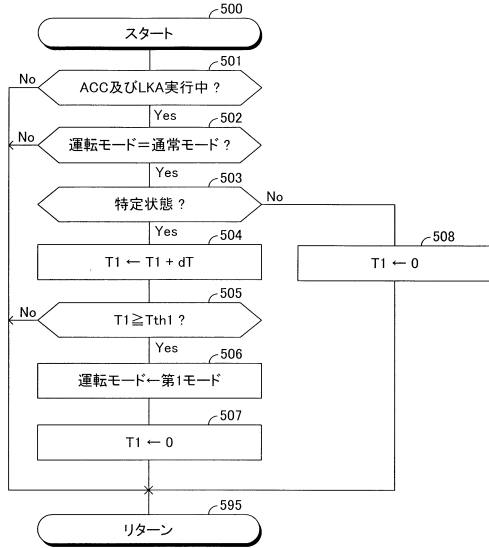 500
スタート
501
No
ACC及びLKA実行中 ?
Yes
502
No
運転モード＝通常モード ?
Yes
503
No
特定状態 ?
Yes
504
T1 ← T1 + dT
508
T1 ← 0
505
No
T1≧Tth1 ?
Yes
506
運転モード←第1モード
507
T1 ← 0
595
リターン